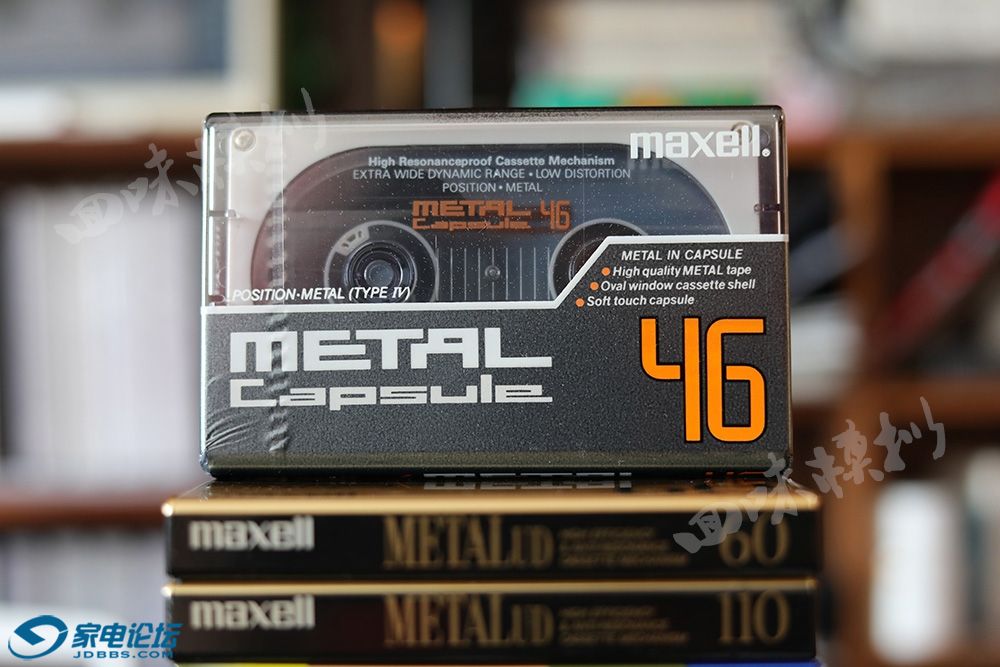 maxell.
High Resonanceproof Cassette Mechanism
EXTRA WIDE DYNAMIC RANGE · LOW DISTORTION
POSITION · METAL
METAL 46
Capsule
METAL IN CAPSULE
High quality METAL tape
Oval window cassette shell
Soft touch capsule
POSITION·METAL (TYPE IV)
METAL
Capsule
46
maxell METAL UD 60
maxell METAL UD 110
家电论坛
JDBBS.COM